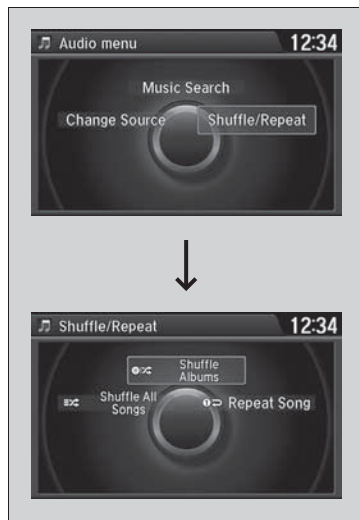 Audio menu 12:34
Music Search
Change Source Shuffle/Repeat
Shuffle/Repeat 12:34
Shuffle
Albums
Shuffle All
Songs
Repeat Song